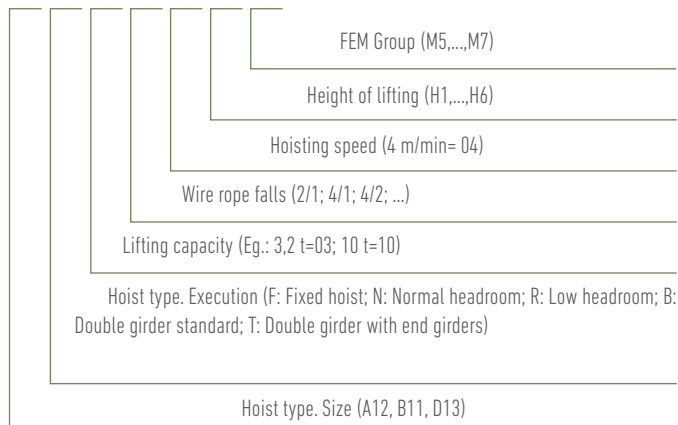 FEM Group (M5,...,M7)
Height of lifting (H1,...,H6)
Hoisting speed (4 m/min= 04)
Wire rope falls (2/1; 4/1; 4/2; ...)
Lifting capacity (Eg.: 3,2 t=03; 10 t=10)
Hoist type. Execution (F: Fixed hoist; N: Normal headroom; R: Low headroom; B:
Double girder standard; T: Double girder with end girders)
Hoist type. Size (A12, B11, D13)